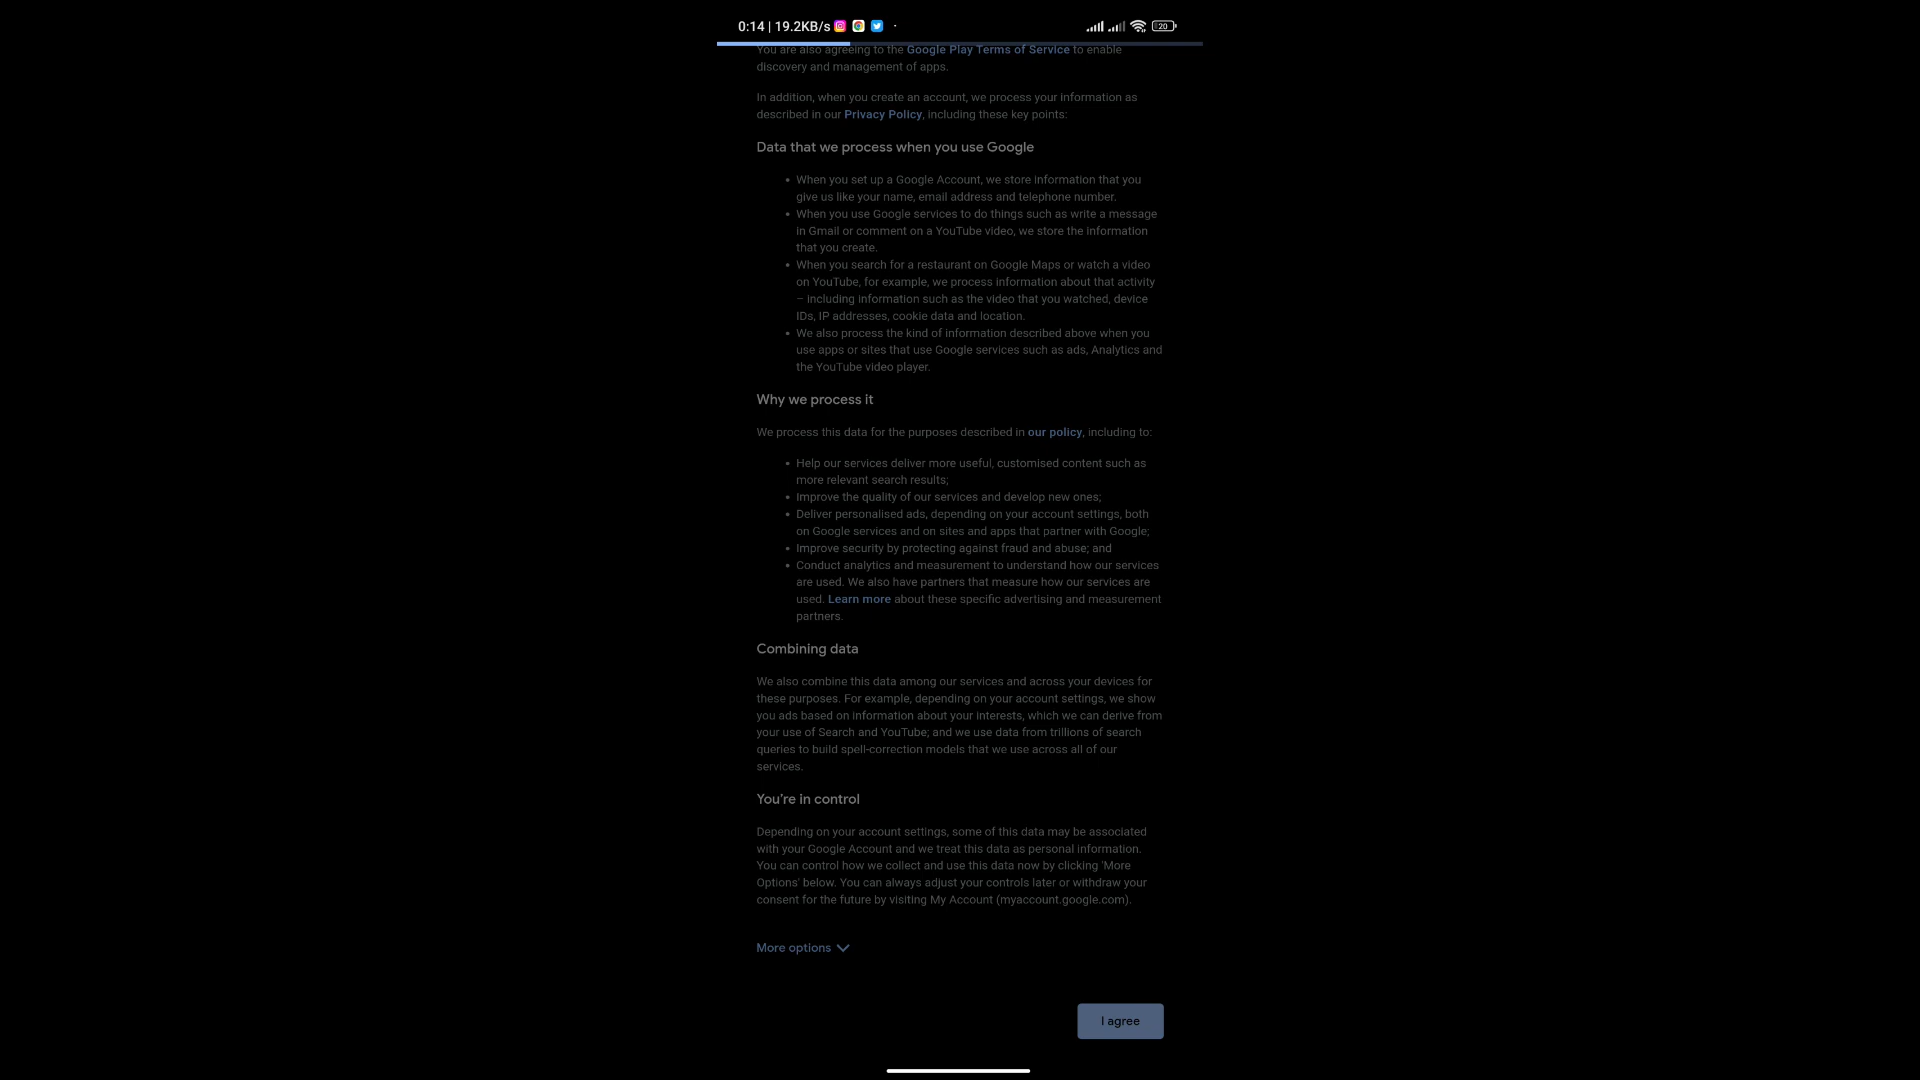 0:14 | 19.2KB/s
20
You are also agreeing to the Google Play Terms of Service to enable
discovery and management of apps.
In addition, when you create an account, we process your information as
described in our Privacy Policy, including these key points:
Data that we process when you use Google
• When you set up a Google Account, we store information that you
give us like your name, email address and telephone number.
• When you use Google services to do things such as write a message
in Gmail or comment on a YouTube video, we store the information
that you create.
• When you search for a restaurant on Google Maps or watch a video
on YouTube, for example, we process information about that activity
– including information such as the video that you watched, device
IDs, IP addresses, cookie data and location.
• We also process the kind of information described above when you
use apps or sites that use Google services such as ads, Analytics and
the YouTube video player.
Why we process it
We process this data for the purposes described in our policy, including to:
• Help our services deliver more useful, customised content such as
more relevant search results;
• Improve the quality of our services and develop new ones;
• Deliver personalised ads, depending on your account settings, both
on Google services and on sites and apps that partner with Google;
• Improve security by protecting against fraud and abuse; and
• Conduct analytics and measurement to understand how our services
are used. We also have partners that measure how our services are
used. Learn more about these specific advertising and measurement
partners.
Combining data
We also combine this data among our services and across your devices for
these purposes. For example, depending on your account settings, we show
you ads based on information about your interests, which we can derive from
your use of Search and YouTube; and we use data from trillions of search
queries to build spell-correction models that we use across all of our
services.
You're in control
Depending on your account settings, some of this data may be associated
with your Google Account and we treat this data as personal information.
You can control how we collect and use this data now by clicking 'More
Options' below. You can always adjust your controls later or withdraw your
consent for the future by visiting My Account (myaccount.google.com).
More options
I agree